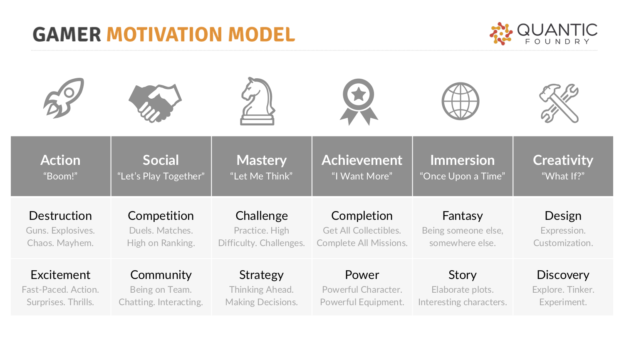 GAMER MOTIVATION MODEL
QUANTIC
FOUNDRY
Action
"Boom!"
Social
"Let's Play Together"
Mastery
"Let Me Think"
Achievement
"I Want More"
Immersion
"Once Upon a Time"
Creativity
"What If?"
Destruction
Guns. Explosives.
Chaos. Mayhem.
Competition
Duels. Matches.
High on Ranking.
Challenge
Practice. High
Difficulty. Challenges.
Completion
Get All Collectibles.
Complete All Missions.
Fantasy
Being someone else,
somewhere else.
Design
Expression.
Customization.
Excitement
Fast-Paced. Action.
Surprises. Thrills.
Community
Being on Team.
Chatting. Interacting.
Strategy
Thinking Ahead.
Making Decisions.
Power
Powerful Character.
Powerful Equipment.
Story
Elaborate plots.
Interesting characters.
Discovery
Explore. Tinker.
Experiment.